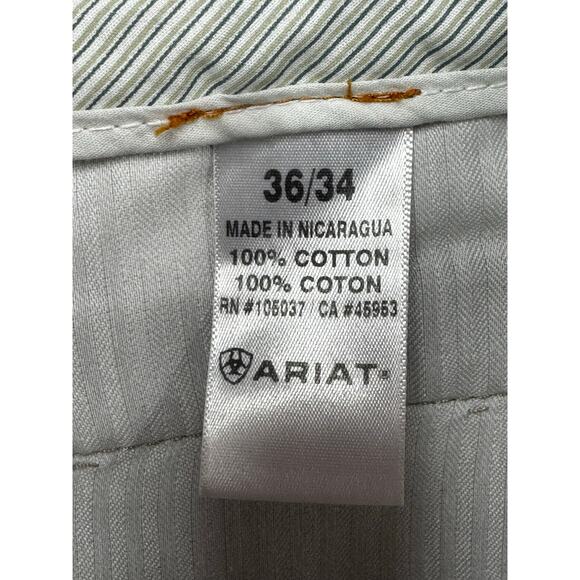 36/34
MADE IN NICARAGUA
100% COTTON
100% COTON
RN #105037 / CA #45953
ARIAT